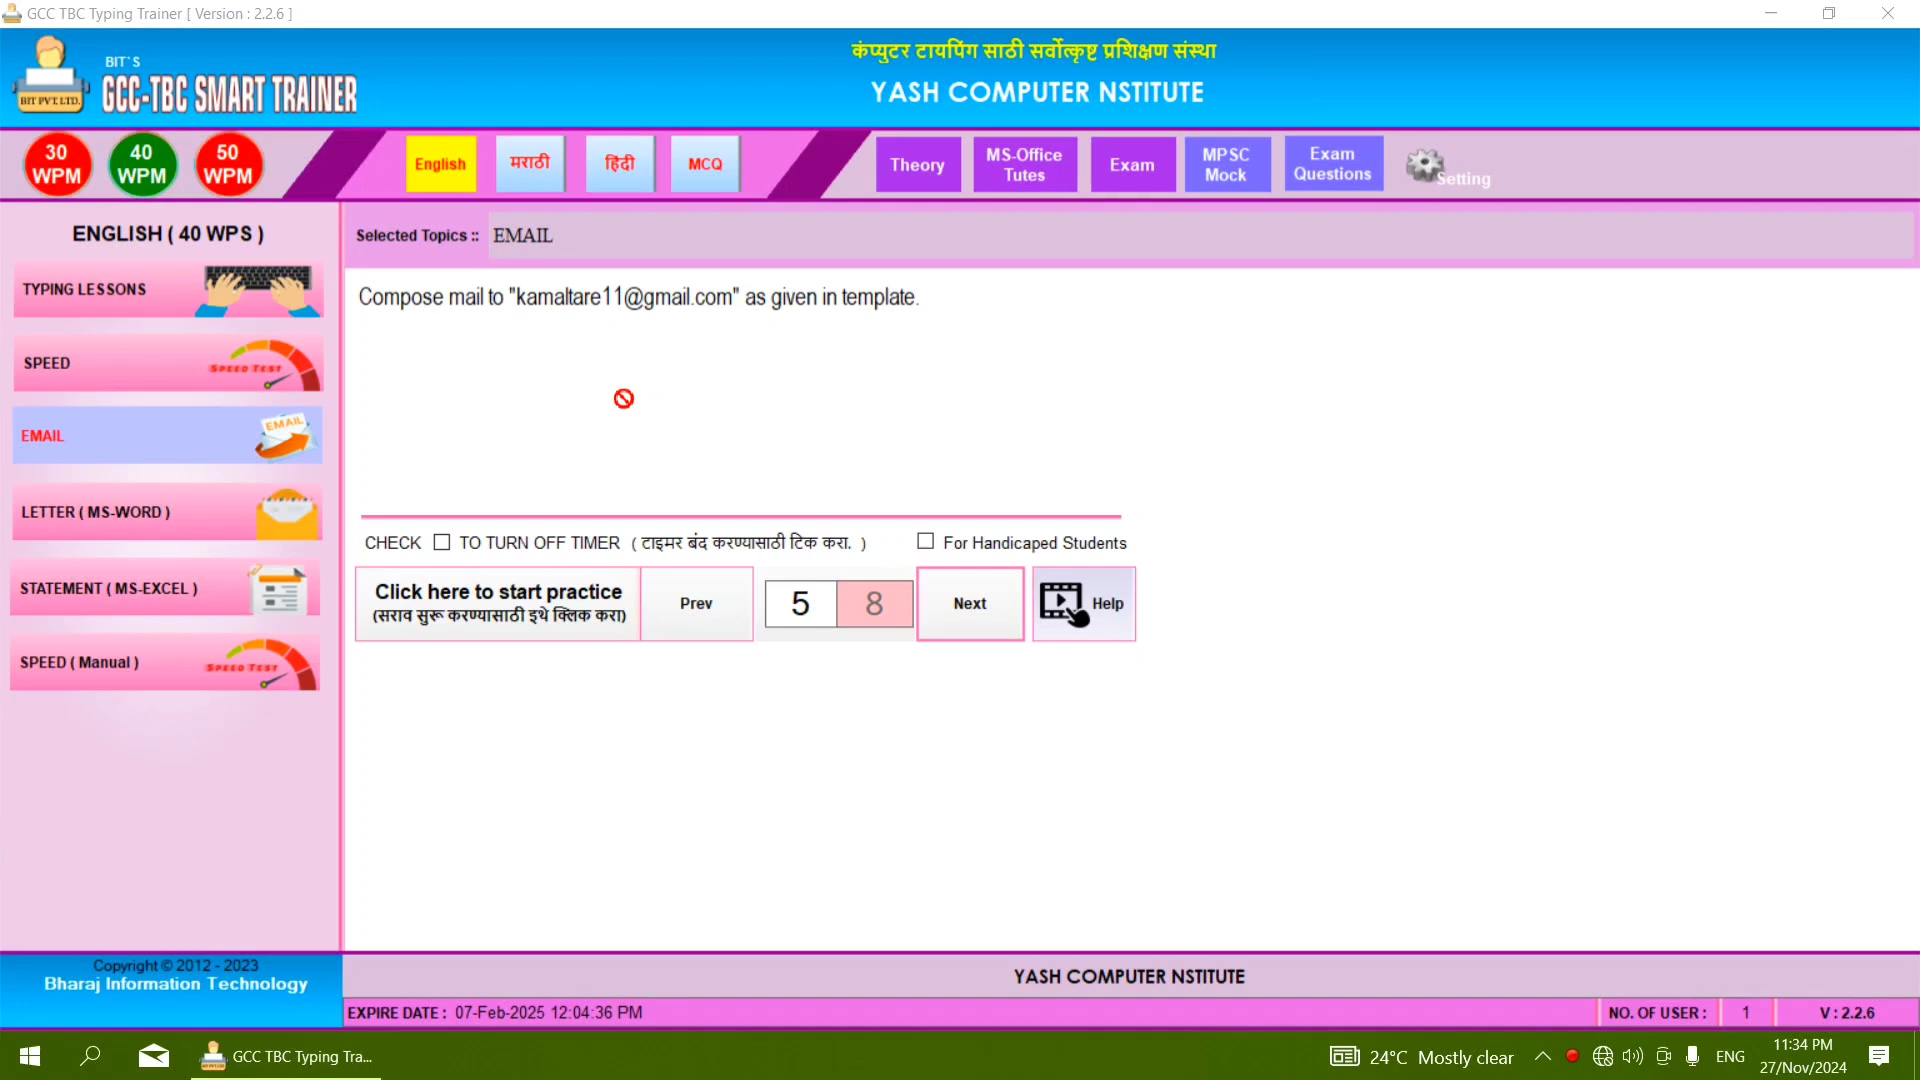 GCC TBC Typing Trainer [ Version : 2.2.6 ]
कंप्युटर टायपिंग साठी सर्वोत्कृष्ट प्रशिक्षण संस्था
BIT`S
GCC-TBC SMART TRAINER
BIT PVT. LTD.
YASH COMPUTER NSTITUTE
30 WPM
40 WPM
50 WPM
English
मराठी
हिंदी
MCQ
Theory
MS-Office Tutes
Exam
MPSC Mock
Exam Questions
Setting
ENGLISH ( 40 WPS )
Selected Topics :: EMAIL
TYPING LESSONS
SPEED
SPEED TEST
EMAIL
EMAIL
LETTER ( MS-WORD )
STATEMENT ( MS-EXCEL )
SPEED ( Manual )
SPEED TEST
Compose mail to "kamaltare11@gmail.com" as given in template.
CHECK TO TURN OFF TIMER ( टाइमर बंद करण्यासाठी टिक करा. )
For Handicaped Students
Click here to start practice
(सराव सुरू करण्यासाठी इथे क्लिक करा)
Prev
5
8
Next
Help
Copyright © 2012 - 2023
Bharaj Information Technology
YASH COMPUTER NSTITUTE
EXPIRE DATE : 07-Feb-2025 12:04:36 PM
NO. OF USER : 1
V : 2.2.6
GCC TBC Typing Tra...
24°C Mostly clear
ENG
11:34 PM
27/Nov/2024